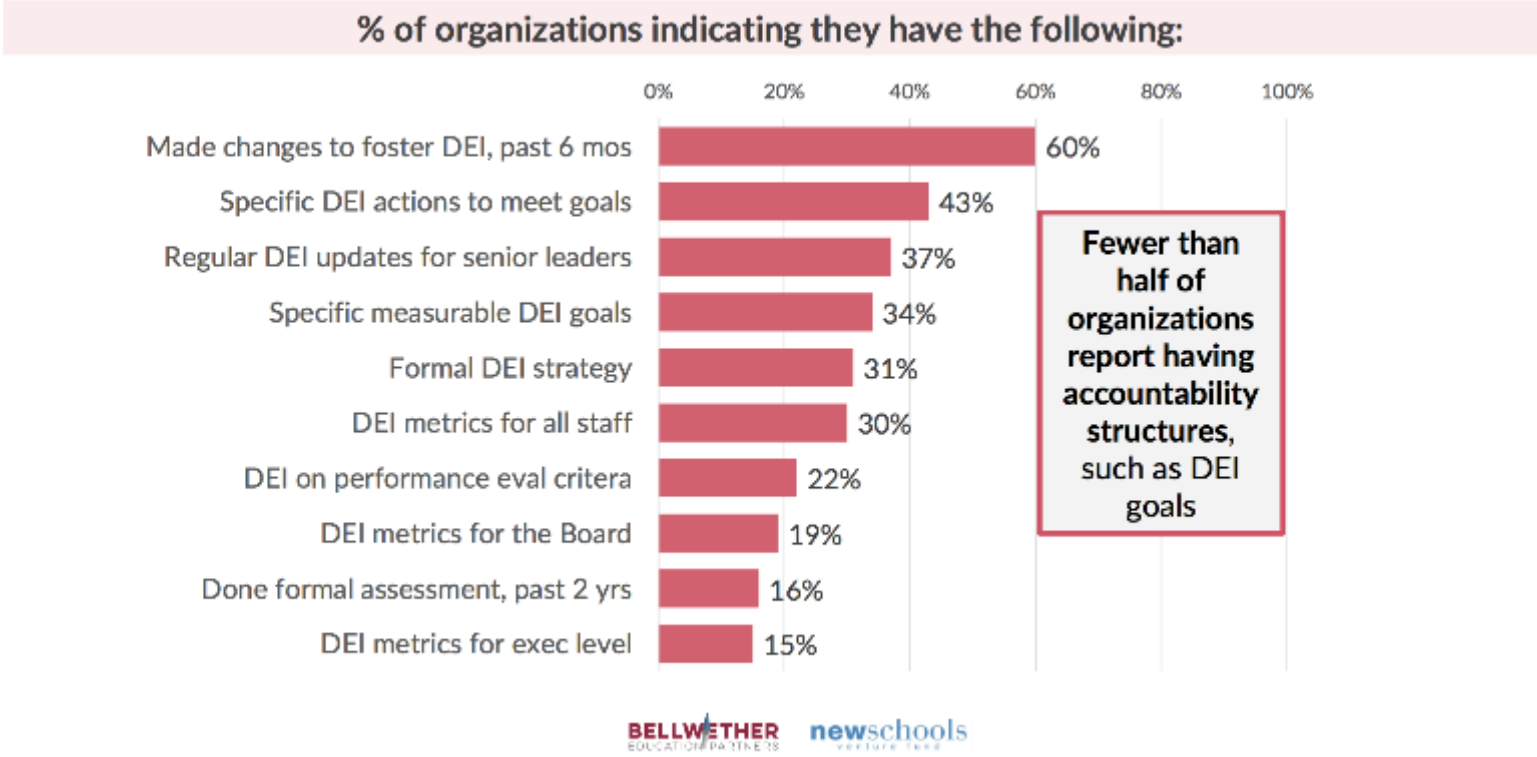 % of organizations indicating they have the following:
0% 20% 40% 60% 80% 100%
Made changes to foster DEI, past 6 mos 60%
Specific DEI actions to meet goals 43%
Regular DEI updates for senior leaders 37%
Specific measurable DEI goals 34%
Formal DEI strategy 31%
DEI metrics for all staff 30%
DEI on performance eval critera 22%
DEI metrics for the Board 19%
Done formal assessment, past 2 yrs 16%
DEI metrics for exec level 15%
Fewer than
half of
organizations
report having
accountability
structures,
such as DEI
goals
BELLWETHER
EDUCATION PARTNERS
newschools
venture fund